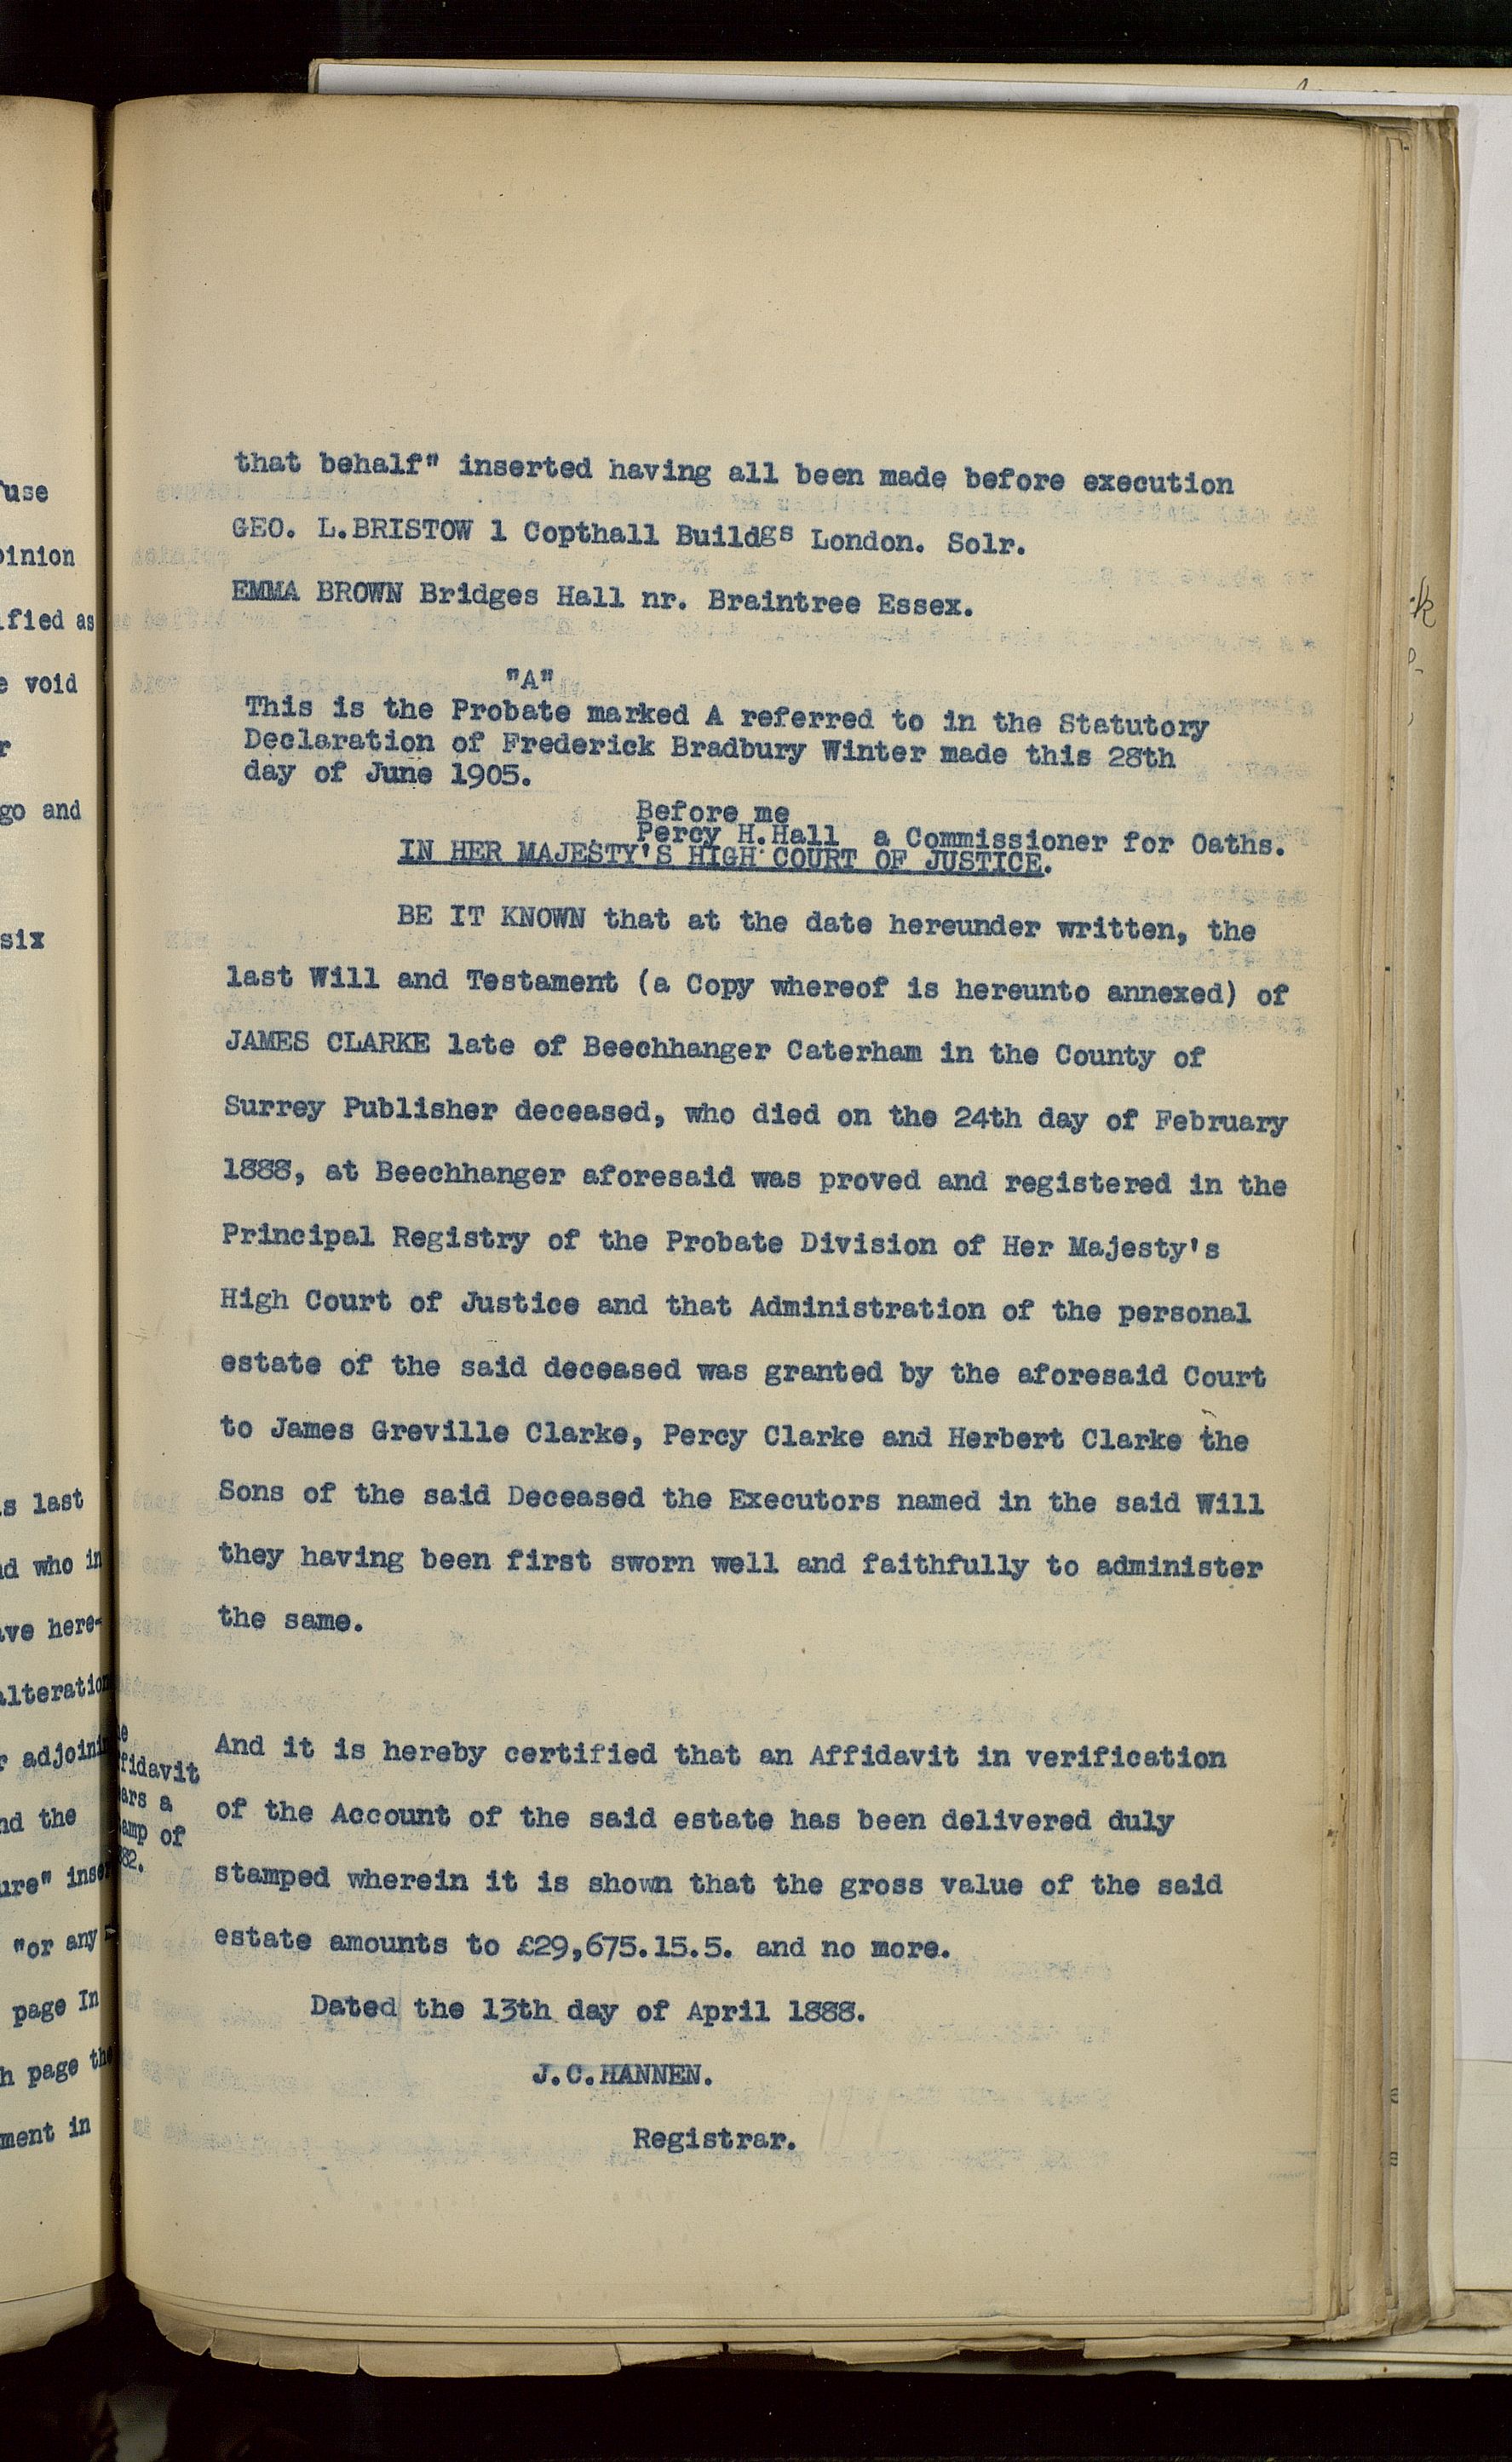 that behalf" inserted having all been made before execution
GEO. L.BRISTOW 1 Copthall Buildgs London. Solr.
EMMA BROWN Bridges Hall nr. Braintree Essex.
"A"
This is the Probate marked A referred to in the Statutory
Declaration of Frederick Bradbury Winter made this 28th
day of June 1905.
Before me
Percy H.Hall a Commissioner for Oaths.
IN HER MAJESTY'S HIGH COURT OF JUSTICE.
BE IT KNOWN that at the date hereunder written, the
last Will and Testament (a Copy whereof is hereunto annexed) of
JAMES CLARKE late of Beechhanger Caterham in the County of
Surrey Publisher deceased, who died on the 24th day of February
1888, at Beechhanger aforesaid was proved and registered in the
Principal Registry of the Probate Division of Her Majesty's
High Court of Justice and that Administration of the personal
estate of the said deceased was granted by the aforesaid Court
to James Greville Clarke, Percy Clarke and Herbert Clarke the
Sons of the said Deceased the Executors named in the said Will
they having been first sworn well and faithfully to administer
the same.
fidavit
ars a
amp of
82.
And it is hereby certified that an Affidavit in verification
of the Account of the said estate has been delivered duly
stamped wherein it is shown that the gross value of the said
estate amounts to £29,675.15.5. and no more.
Dated the 13th day of April 1888.
J.C.HANNEN.
Registrar.